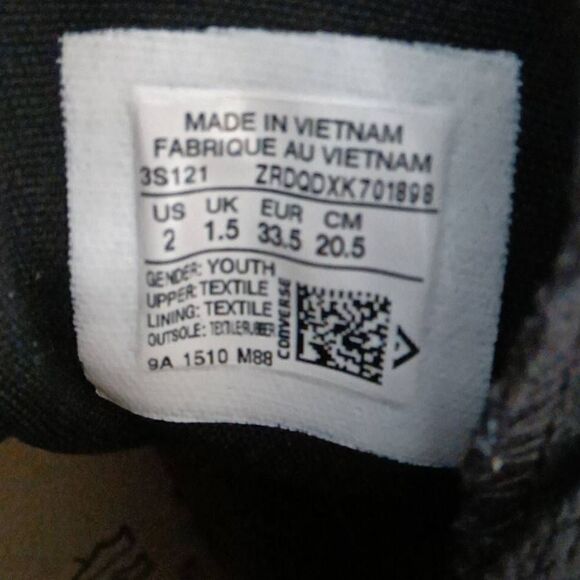 MADE IN VIETNAM
FABRIQUE AU VIETNAM
3S121 ZRDQDXK701898
US UK EUR CM
2 1.5 33.5 20.5
GENDER: YOUTH
UPPER: TEXTILE
LINING: TEXTILE
OUTSOLE: TEXTILE/RUBBER
9A 1510 M88
CONVERSE